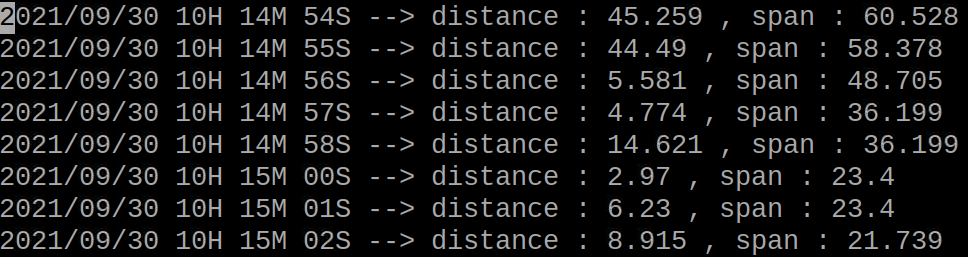 2021/09/30 10H 14M 54S --> distance : 45.259 , span : 60.528
2021/09/30 10H 14M 55S --> distance : 44.49 , span : 58.378
2021/09/30 10H 14M 56S --> distance : 5.581 , span : 48.705
2021/09/30 10H 14M 57S --> distance : 4.774 , span : 36.199
2021/09/30 10H 14M 58S --> distance : 14.621 , span : 36.199
2021/09/30 10H 15M 00S --> distance : 2.97 , span : 23.4
2021/09/30 10H 15M 01S --> distance : 6.23 , span : 23.4
2021/09/30 10H 15M 02S --> distance : 8.915 , span : 21.739